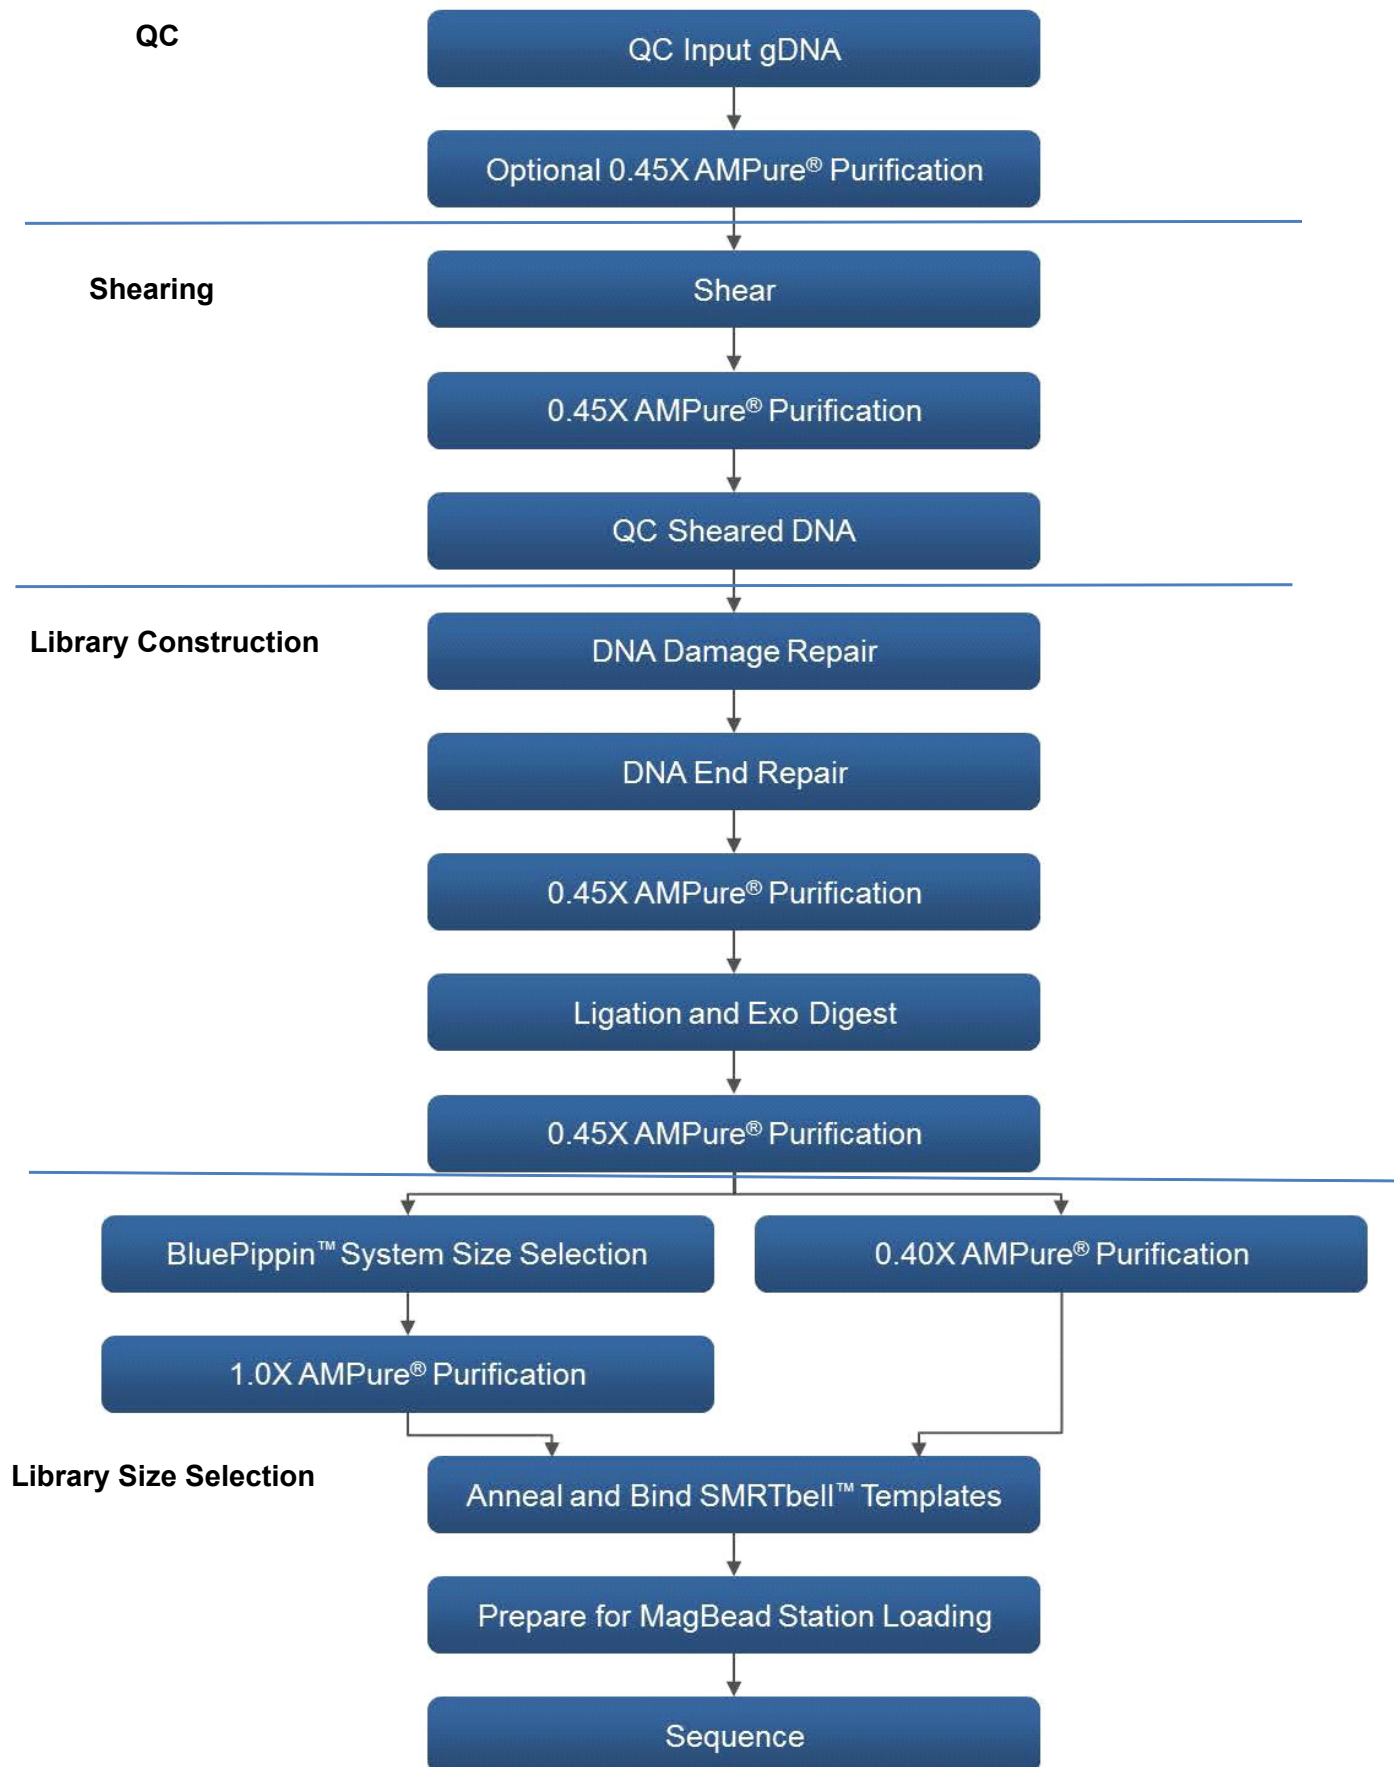 QC
QC Input gDNA
Optional 0.45X AMPure® Purification
Shearing
Shear
0.45X AMPure® Purification
QC Sheared DNA
Library Construction
DNA Damage Repair
DNA End Repair
0.45X AMPure® Purification
Ligation and Exo Digest
0.45X AMPure® Purification
BluePippin™ System Size Selection
0.40X AMPure® Purification
1.0X AMPure® Purification
Library Size Selection
Anneal and Bind SMRTbell™ Templates
Prepare for MagBead Station Loading
Sequence